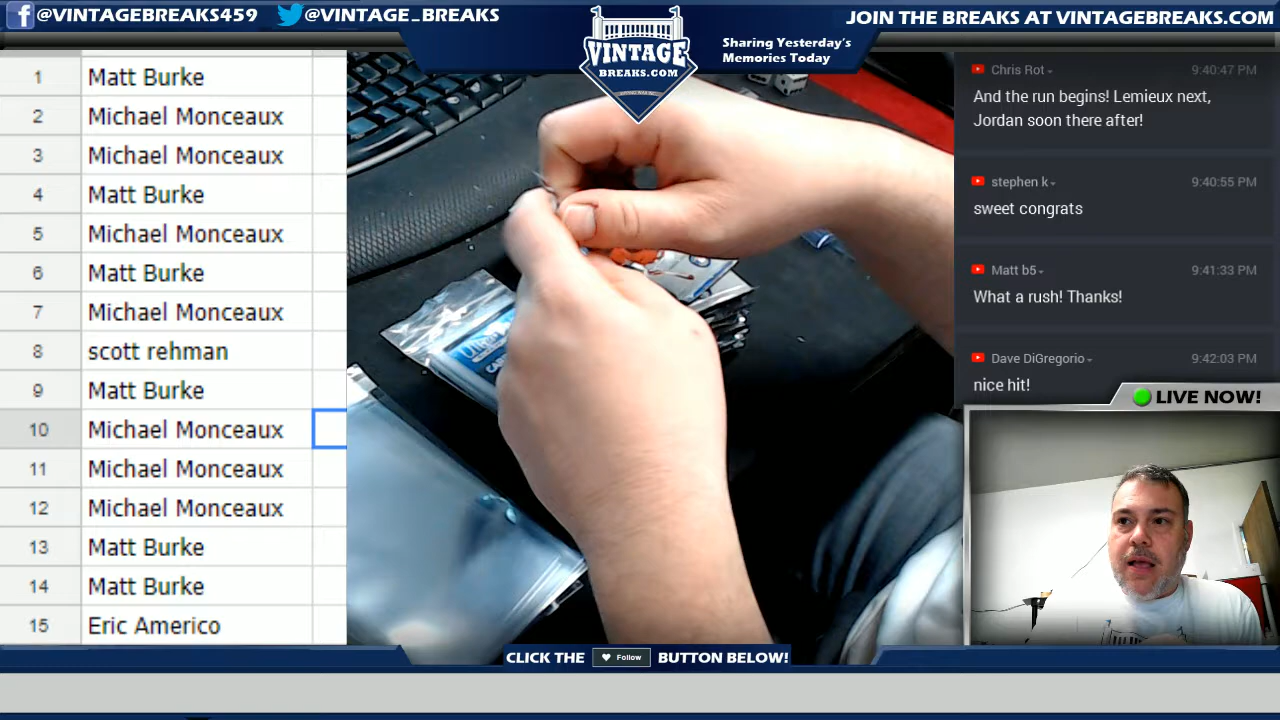 @VINTAGEBREAKS459
@VINTAGE_BREAKS
VINTAGE
BREAKS.COM
Sharing Yesterday's
Memories Today
JOIN THE BREAKS AT VINTAGEBREAKS.COM
1 Matt Burke
2 Michael Monceaux
3 Michael Monceaux
4 Matt Burke
5 Michael Monceaux
6 Matt Burke
7 Michael Monceaux
8 scott rehman
9 Matt Burke
10 Michael Monceaux
11 Michael Monceaux
12 Michael Monceaux
13 Matt Burke
14 Matt Burke
15 Eric Americo
Chris Rot 9:40:47 PM
And the run begins! Lemieux next,
Jordan soon there after!
stephen k 9:40:55 PM
sweet congrats
Matt b5 9:41:33 PM
What a rush! Thanks!
Dave DiGregorio 9:42:03 PM
nice hit!
LIVE NOW!
CLICK THE Follow BUTTON BELOW!